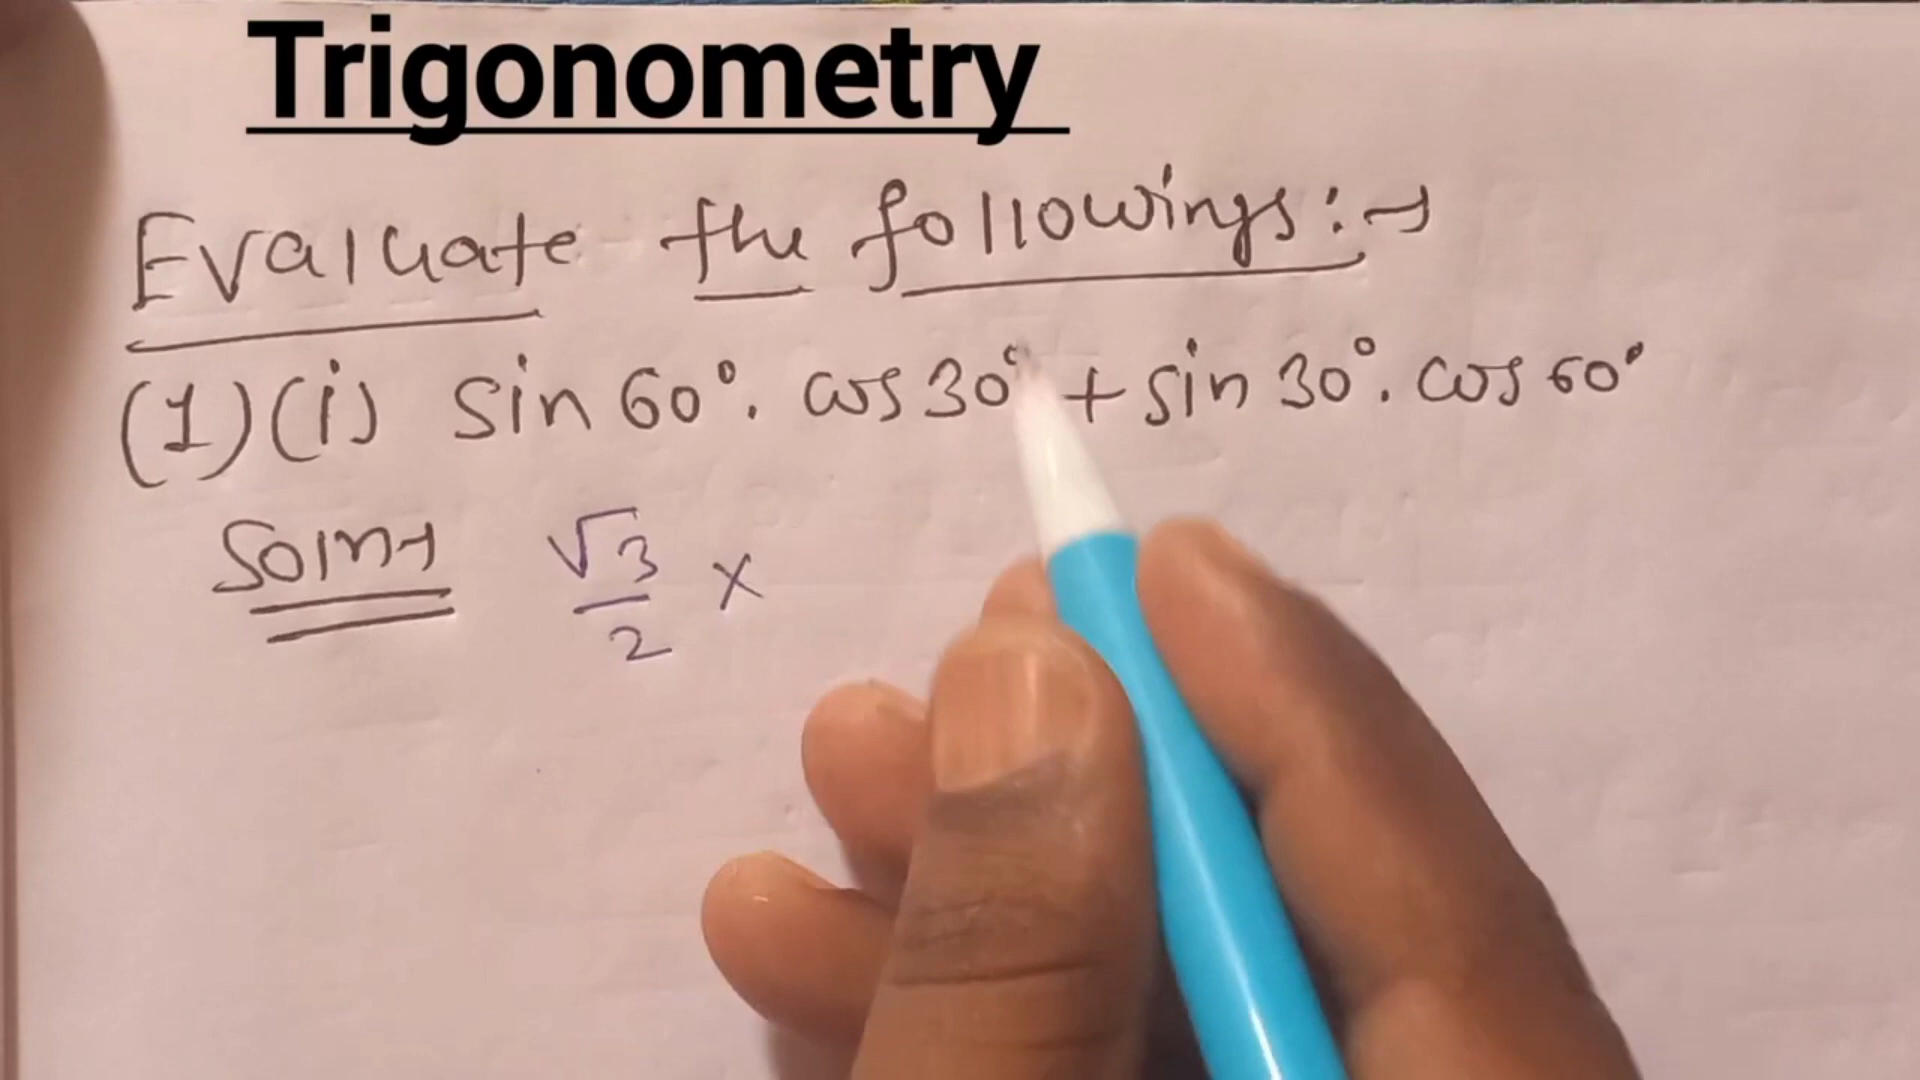 Trigonometry
Evaluate the followings:→
(1)(i) sin 60°. cos 30° + sin 30°. cos 60°
Soln→ √3/2 ×